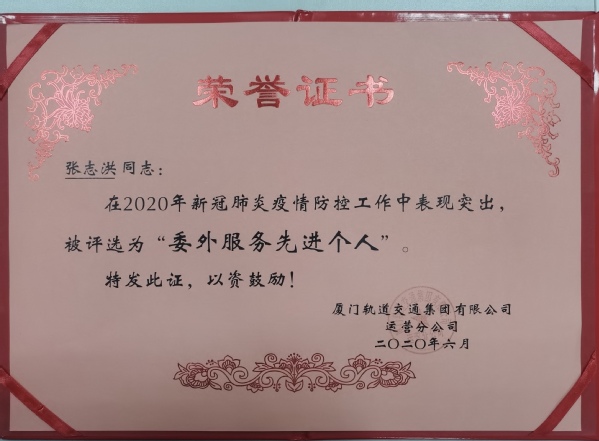 荣誉证书
张志洪同志：
在2020年新冠肺炎疫情防控工作中表现突出，
被评选为“委外服务先进个人”。
特发此证，以资鼓励！
厦门轨道交通集团有限公司
运营分公司
二〇二〇年六月